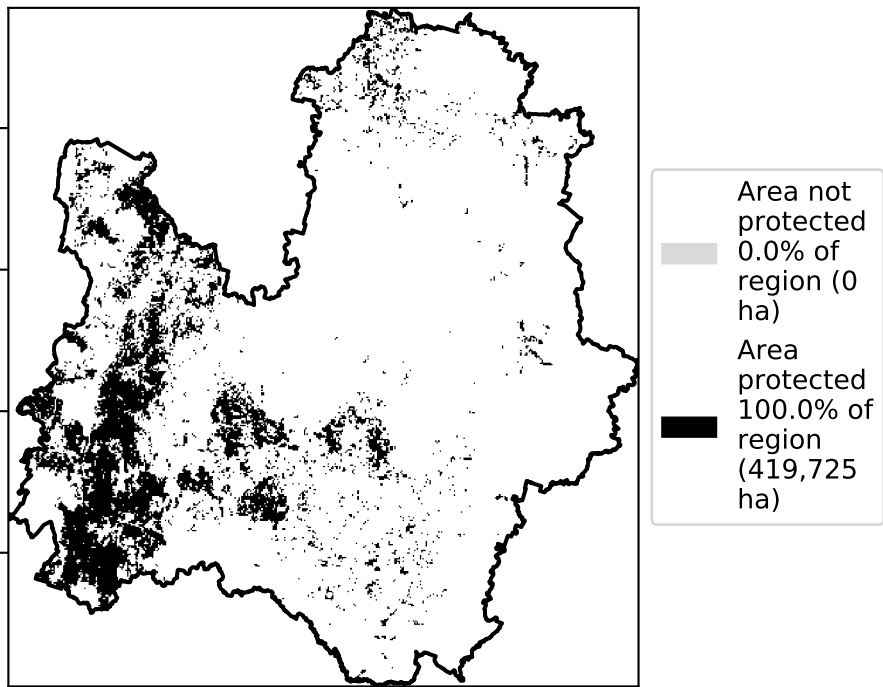 Area not
protected
0.0% of
region (0
ha)
Area
protected
100.0% of
region
(419,725
ha)